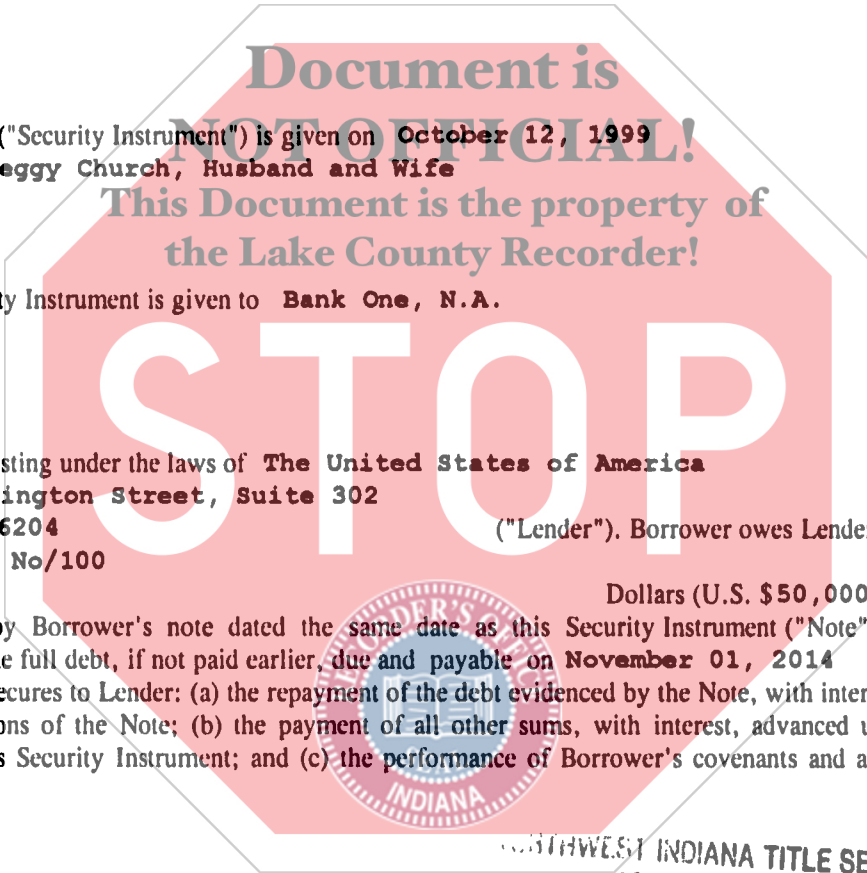 Document is
NOT OFFICIAL!
("Security Instrument") is given on October 12, 1999
eggy Church, Husband and Wife
This Document is the property of
the Lake County Recorder!
ty Instrument is given to Bank One, N.A.
STOP
sting under the laws of The United States of America
ington Street, Suite 302
6204 ("Lender"). Borrower owes Lender
No/100
Dollars (U.S. $50,000
by Borrower's note dated the same date as this Security Instrument ("Note"
e full debt, if not paid earlier, due and payable on November 01, 2014
ecures to Lender: (a) the repayment of the debt evidenced by the Note, with inter
ons of the Note; (b) the payment of all other sums, with interest, advanced u
s Security Instrument; and (c) the performance of Borrower's covenants and a
INDIANA
INDIANA TITLE SE